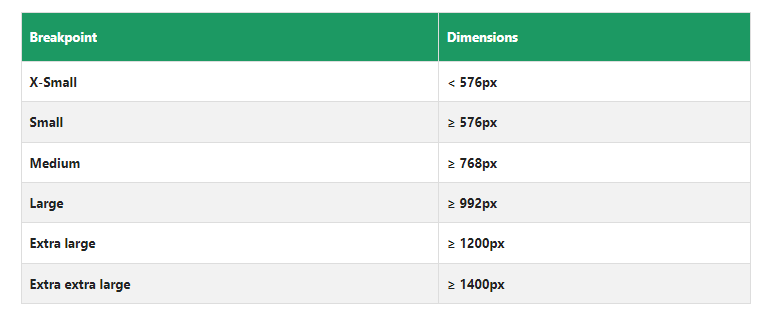 Breakpoint Dimensions
X-Small < 576px
Small ≥ 576px
Medium ≥ 768px
Large ≥ 992px
Extra large ≥ 1200px
Extra extra large ≥ 1400px